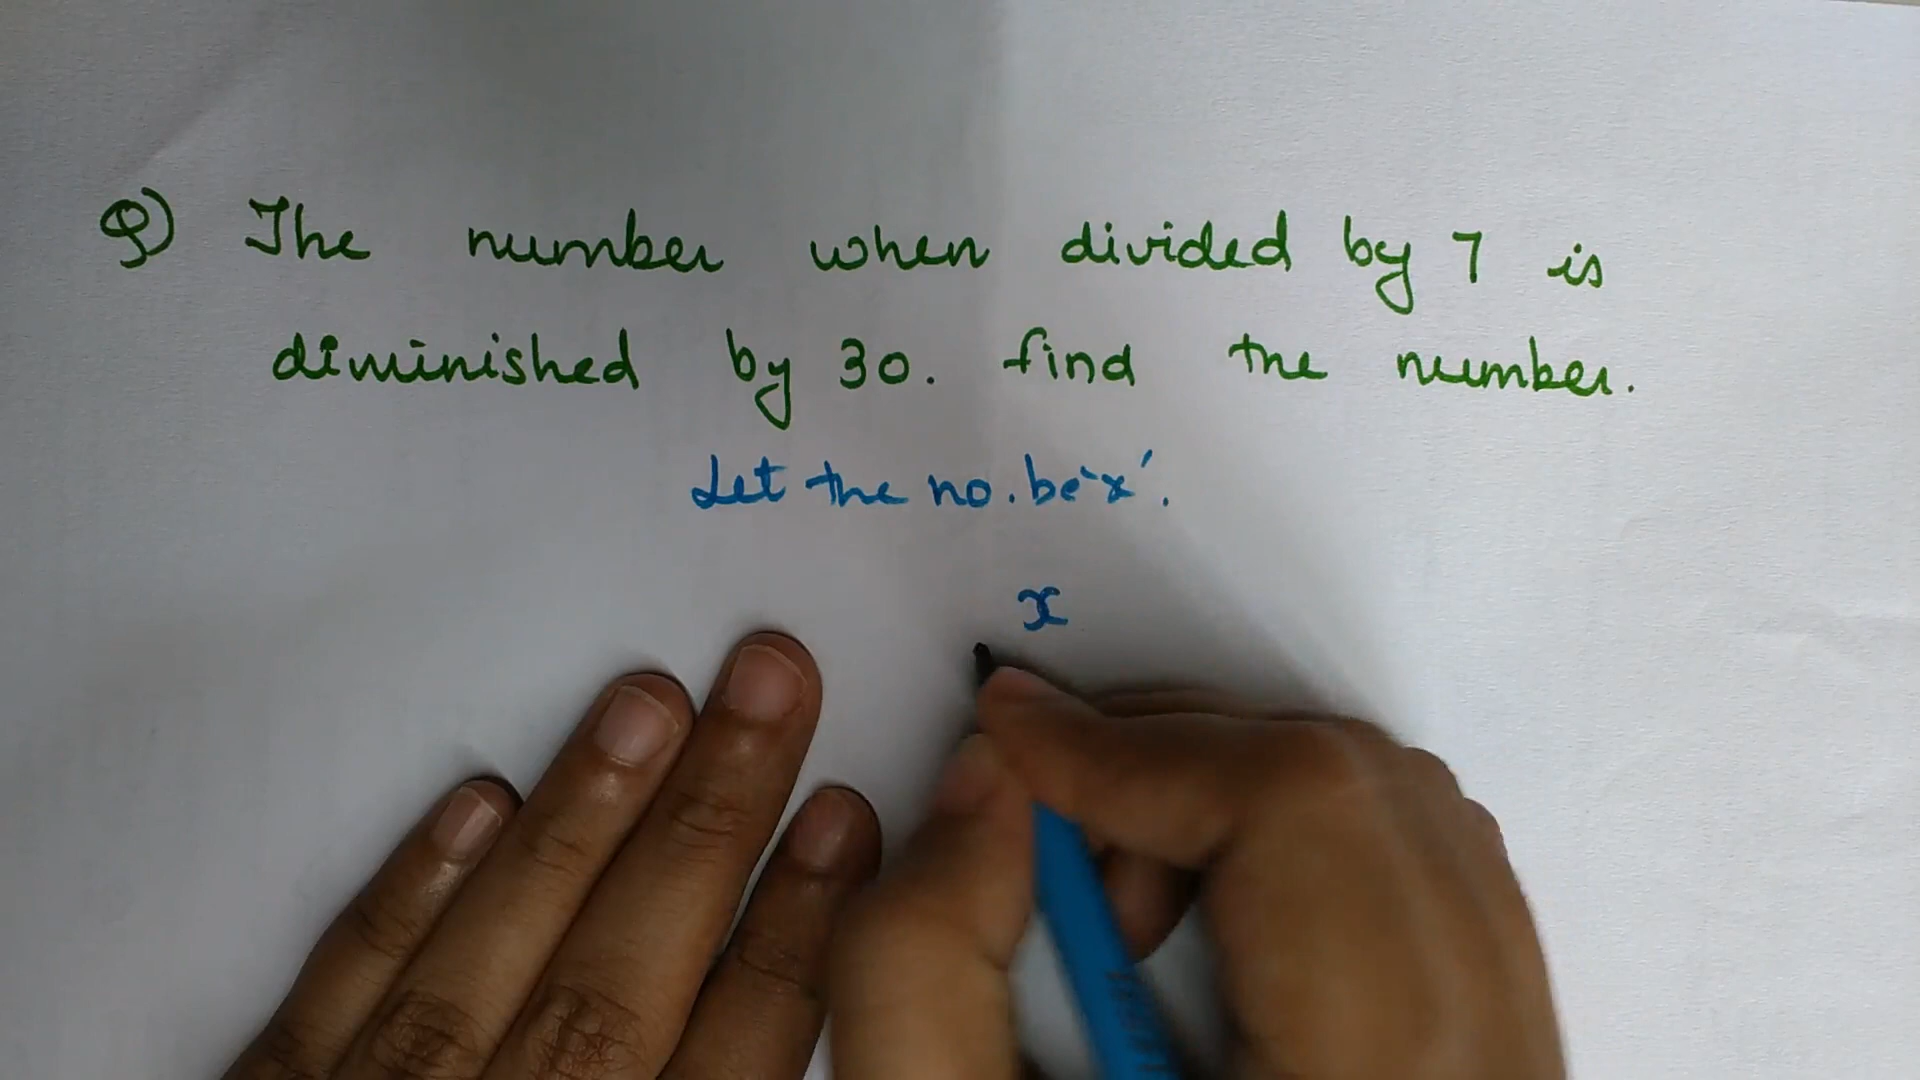 Q) The number when divided by 7 is
diminished by 30. find the number.
Let the no. be 'x'.
x